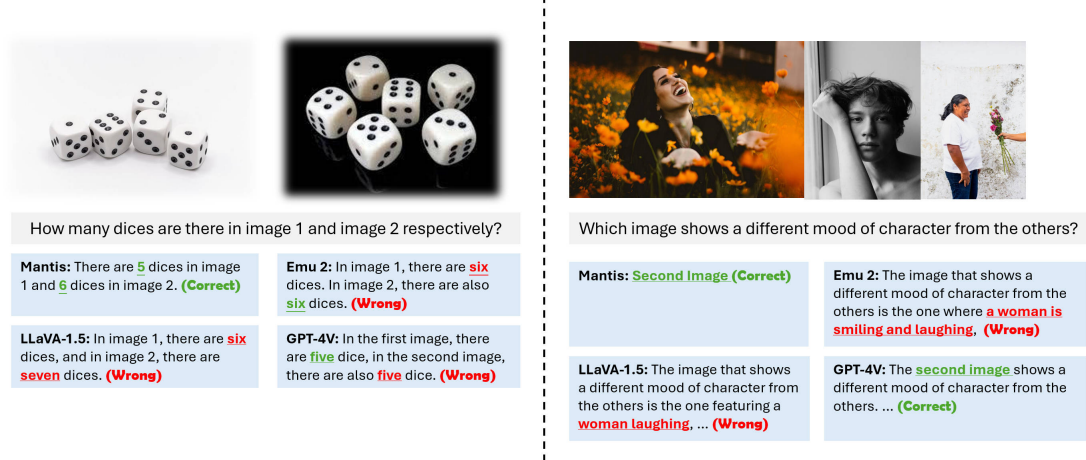 How many dices are there in image 1 and image 2 respectively?
Mantis: There are 5 dices in image
1 and 6 dices in image 2. (Correct)
Emu 2: In image 1, there are six
dices. In image 2, there are also
six dices. (Wrong)
LLaVA-1.5: In image 1, there are six
dices, and in image 2, there are
seven dices. (Wrong)
GPT-4V: In the first image, there
are five dice, in the second image,
there are also five dice. (Wrong)
Which image shows a different mood of character from the others?
Mantis: Second Image (Correct)
Emu 2: The image that shows a
different mood of character from the
others is the one where a woman is
smiling and laughing, (Wrong)
LLaVA-1.5: The image that shows
a different mood of character from
the others is the one featuring a
woman laughing, ... (Wrong)
GPT-4V: The second image shows a
different mood of character from the
others. ... (Correct)